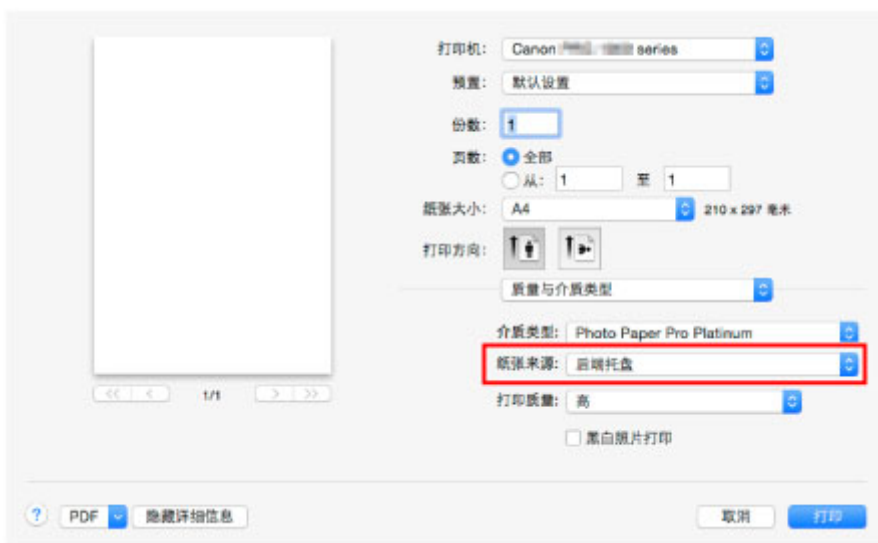 打印机: Canon series
预置: 默认设置
份数: 1
页数: 全部
从: 1 至 1
纸张大小: A4 210 x 297 毫米
打印方向:
质量与介质类型
介质类型: Photo Paper Pro Platinum
纸张来源: 后端托盘
打印质量: 高
黑白照片打印
<< < 1/1 > >>
? PDF 隐藏详细信息 取消 打印